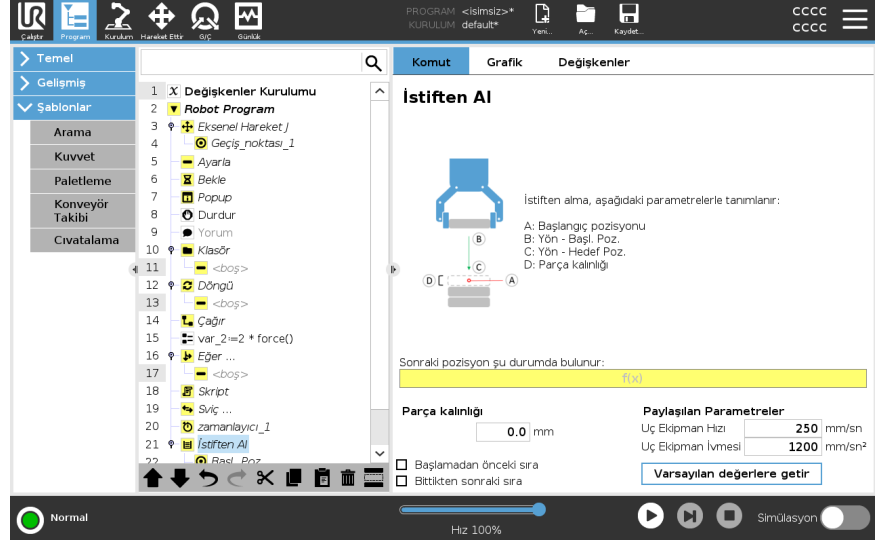 PROGRAM <isimsiz>*
KURULUM default*
CCCC
CCCC
UR
Çalıştır
Program
Kurulum
Hareket Ettir
G/Ç
Günlük
Yeni...
Aç...
Kaydet...
Temel
Gelişmiş
Şablonlar
Arama
Kuvvet
Paletleme
Konveyör
Takibi
Cıvatalama
1 X Değişkenler Kurulumu
2 Robot Program
3 Eksenel Hareket J
4 Geçiş_noktası_1
5 Ayarla
6 Bekle
7 Popup
8 Durdur
9 Yorum
10 Klasör
11 <boş>
12 Döngü
13 <boş>
14 Çağır
15 var_2:=2 * force()
16 Eğer ...
17 <boş>
18 Skript
19 Sviç ...
20 zamanlayıcı_1
21 İstiften Al
22 Başl. Poz.
Komut
Grafik
Değişkenler
İstiften Al
İstiften alma, aşağıdaki parametrelerle tanımlanır:
A: Başlangıç pozisyonu
B: Yön - Başl. Poz.
C: Yön - Hedef Poz.
D: Parça kalınlığı
B
C
D
A
Sonraki pozisyon şu durumda bulunur:
f(x)
Parça kalınlığı
0.0 mm
Başlamadan önceki sıra
Bittikten sonraki sıra
Paylaşılan Parametreler
Uç Ekipman Hızı 250 mm/sn
Uç Ekipman İvmesi 1200 mm/sn²
Varsayılan değerlere getir
Normal
Hız 100%
Simülasyon